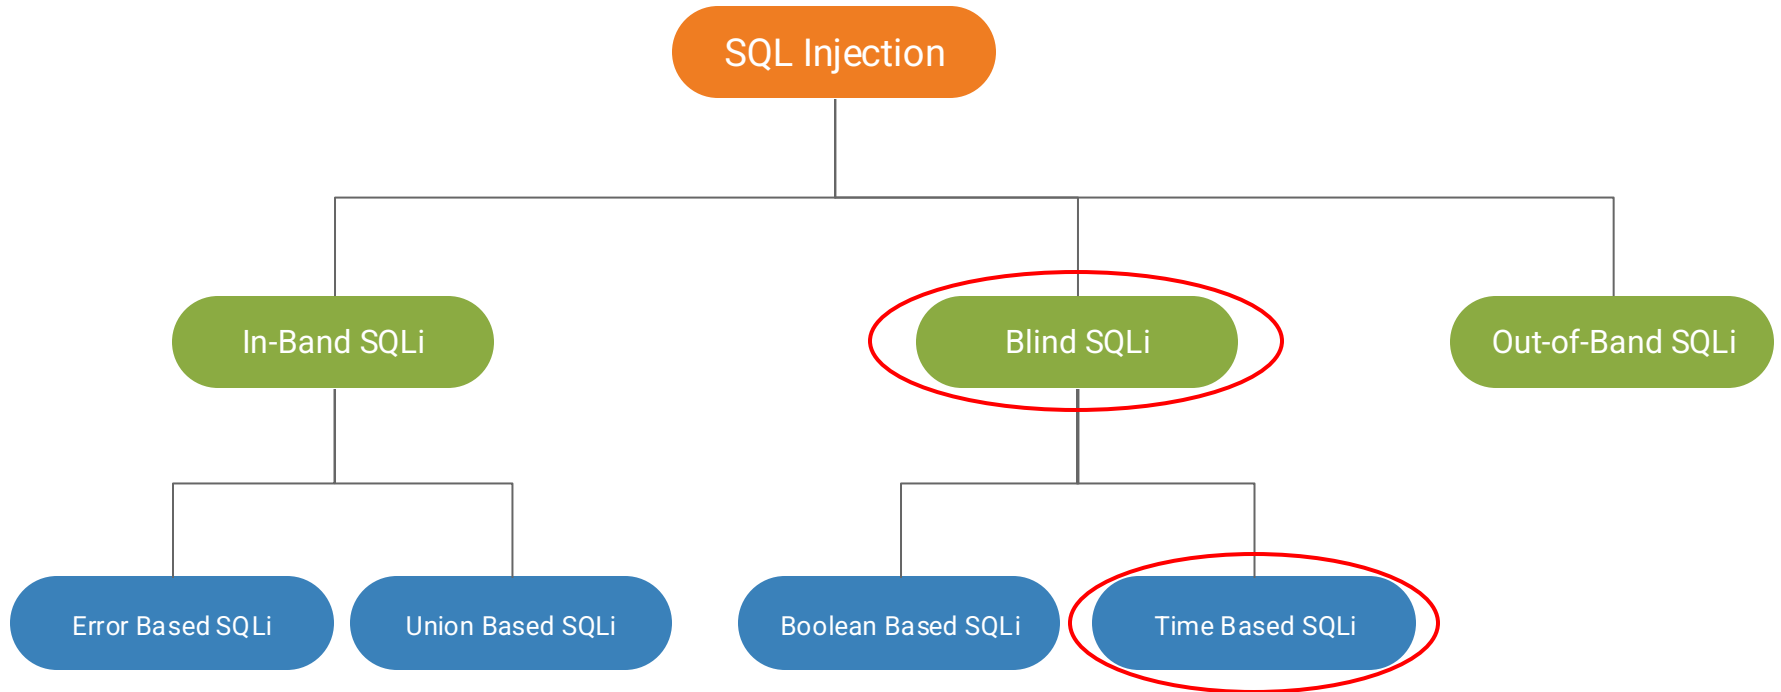 SQL Injection
In-Band SQLi
Blind SQLi
Out-of-Band SQLi
Error Based SQLi
Union Based SQLi
Boolean Based SQLi
Time Based SQLi